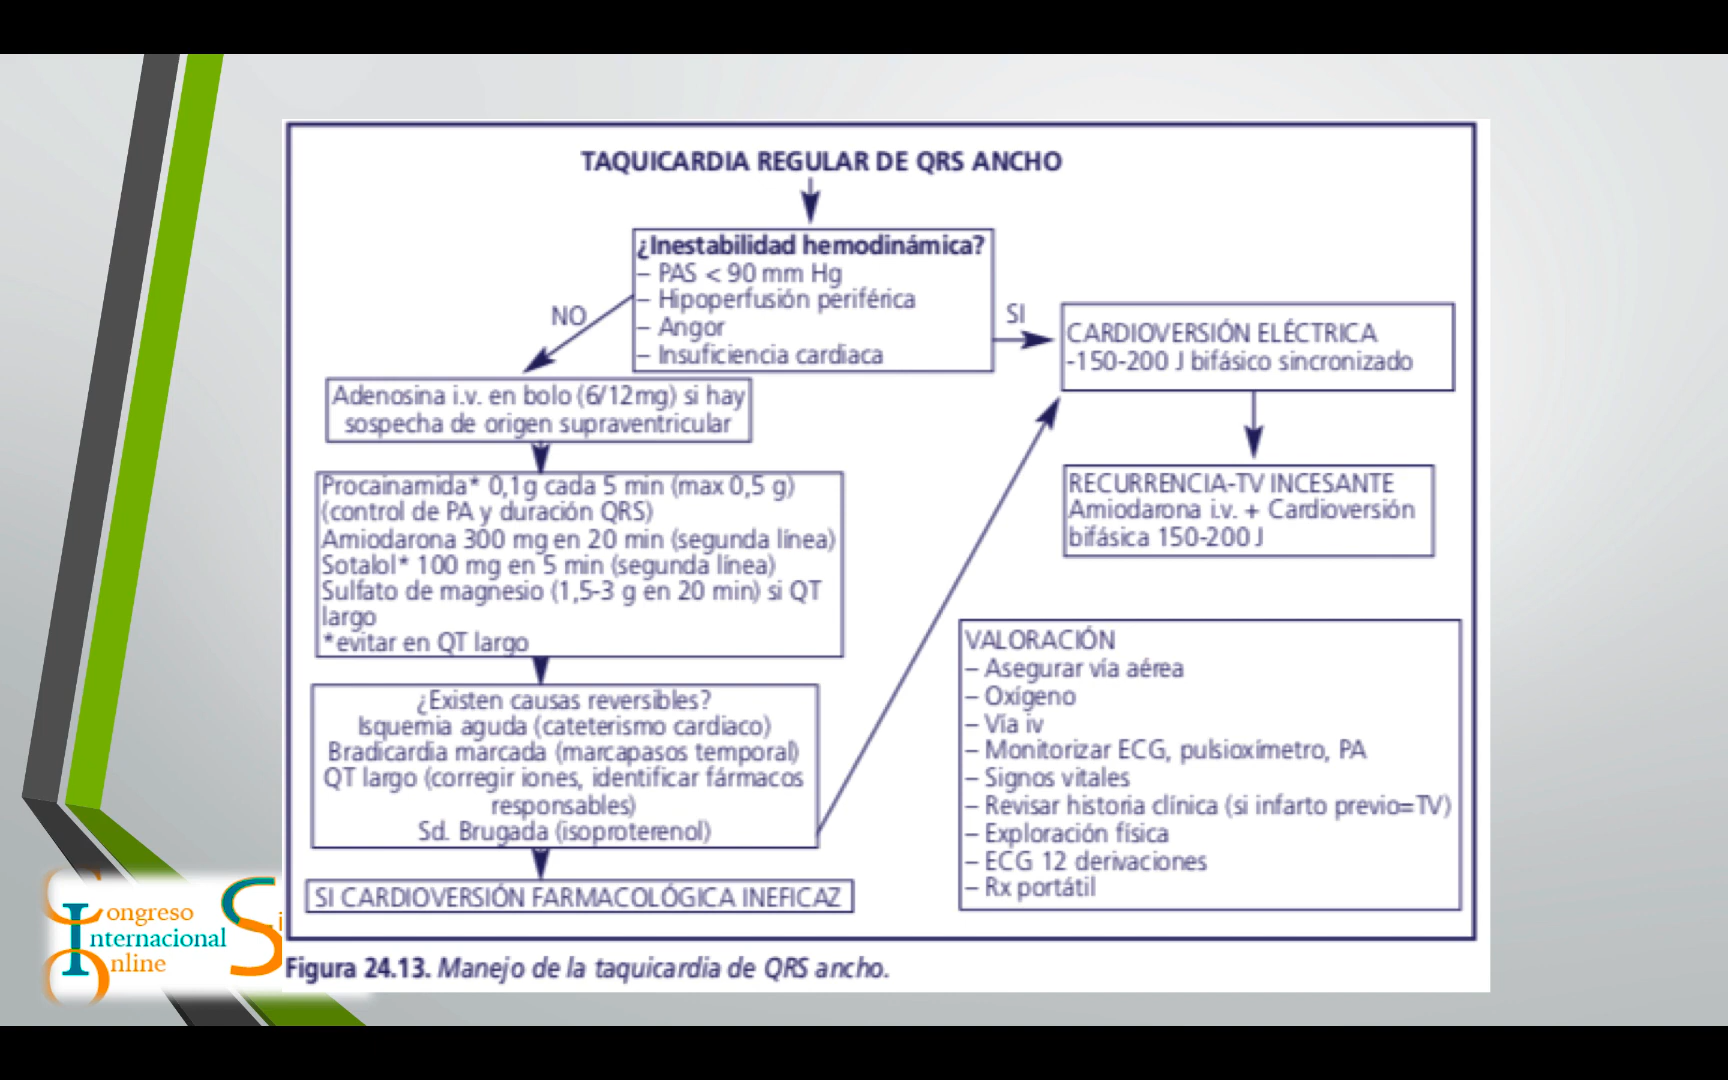 TAQUICARDIA REGULAR DE QRS ANCHO
¿Inestabilidad hemodinámica?
– PAS < 90 mm Hg
– Hipoperfusión periférica
– Angor
– Insuficiencia cardiaca
NO
SI
CARDIOVERSIÓN ELÉCTRICA
-150-200 J bifásico sincronizado
Adenosina i.v. en bolo (6/12mg) si hay
sospecha de origen supraventricular
Procainamida* 0,1g cada 5 min (max 0,5 g)
(control de PA y duración QRS)
Amiodarona 300 mg en 20 min (segunda línea)
Sotalol* 100 mg en 5 min (segunda línea)
Sulfato de magnesio (1,5-3 g en 20 min) si QT
largo
*evitar en QT largo
RECURRENCIA-TV INCESANTE
Amiodarona i.v. + Cardioversión
bifásica 150-200 J
¿Existen causas reversibles?
Isquemia aguda (cateterismo cardiaco)
Bradicardia marcada (marcapasos temporal)
QT largo (corregir iones, identificar fármacos
responsables)
Sd. Brugada (isoproterenol)
SI CARDIOVERSIÓN FARMACOLÓGICA INEFICAZ
VALORACIÓN
– Asegurar vía aérea
– Oxígeno
– Vía iv
– Monitorizar ECG, pulsioxímetro, PA
– Signos vitales
– Revisar historia clínica (si infarto previo=TV)
– Exploración física
– ECG 12 derivaciones
– Rx portátil
Congreso
Internacional
Online
Figura 24.13. Manejo de la taquicardia de QRS ancho.